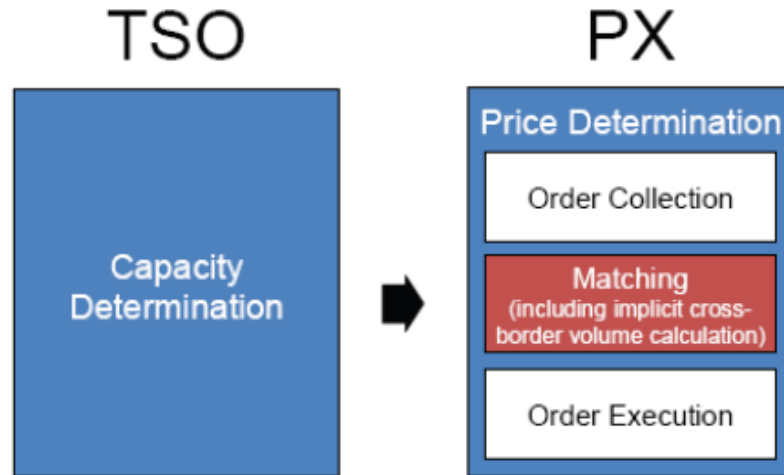 TSO
PX
Capacity
Determination
Price Determination
Order Collection
Matching
(including implicit cross-
border volume calculation)
Order Execution